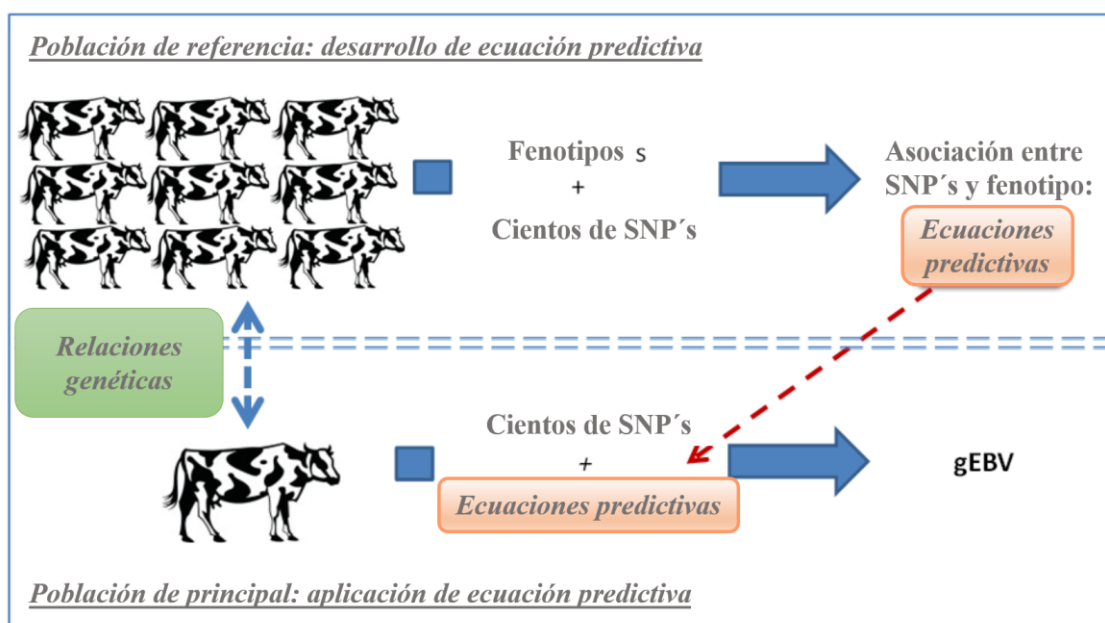 Población de referencia: desarrollo de ecuación predictiva
Fenotipos s
+
Cientos de SNP´s
Asociación entre
SNP´s y fenotipo:
Ecuaciones
predictivas
Relaciones
genéticas
Cientos de SNP´s
+
Ecuaciones predictivas
gEBV
Población de principal: aplicación de ecuación predictiva